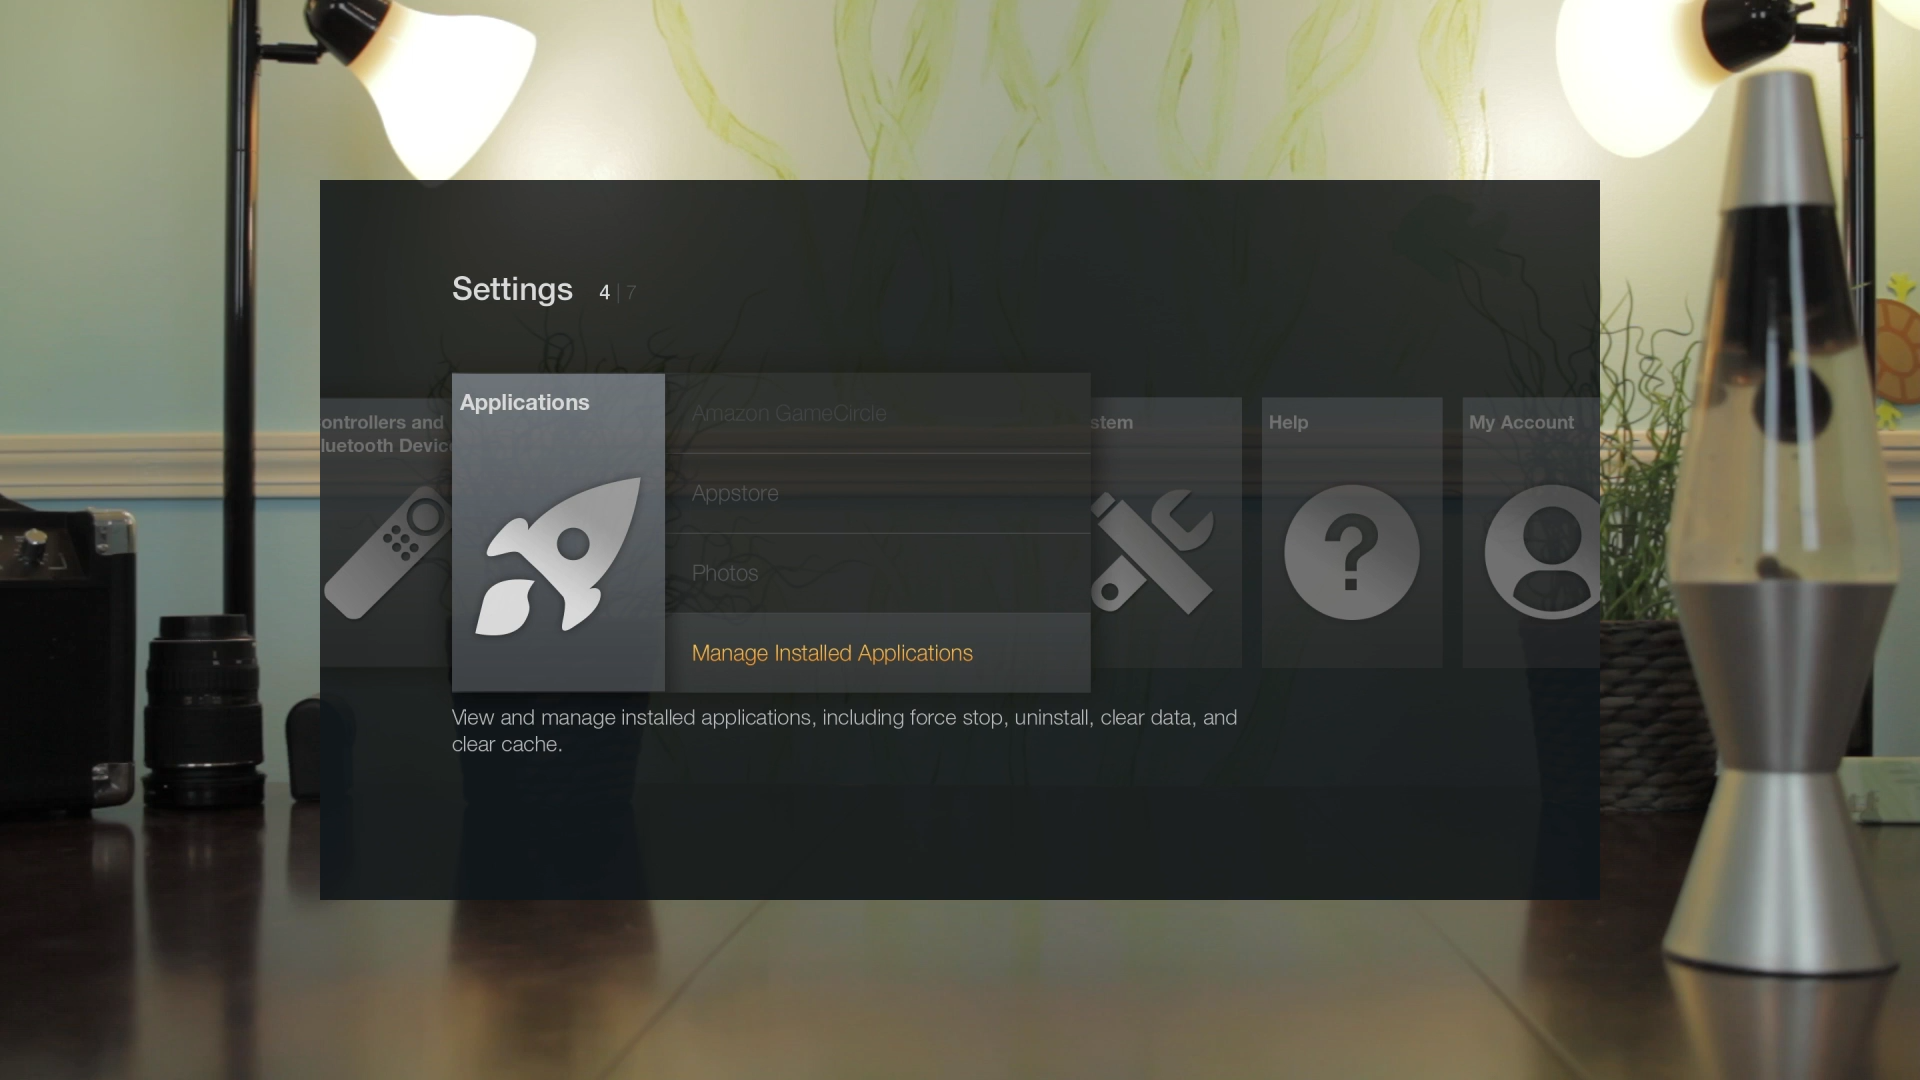 Settings 4 | 7
ontrollers and
luetooth Devic
Applications
Amazon GameCircle
Appstore
Photos
Manage Installed Applications
stem
Help
My Account
View and manage installed applications, including force stop, uninstall, clear data, and
clear cache.